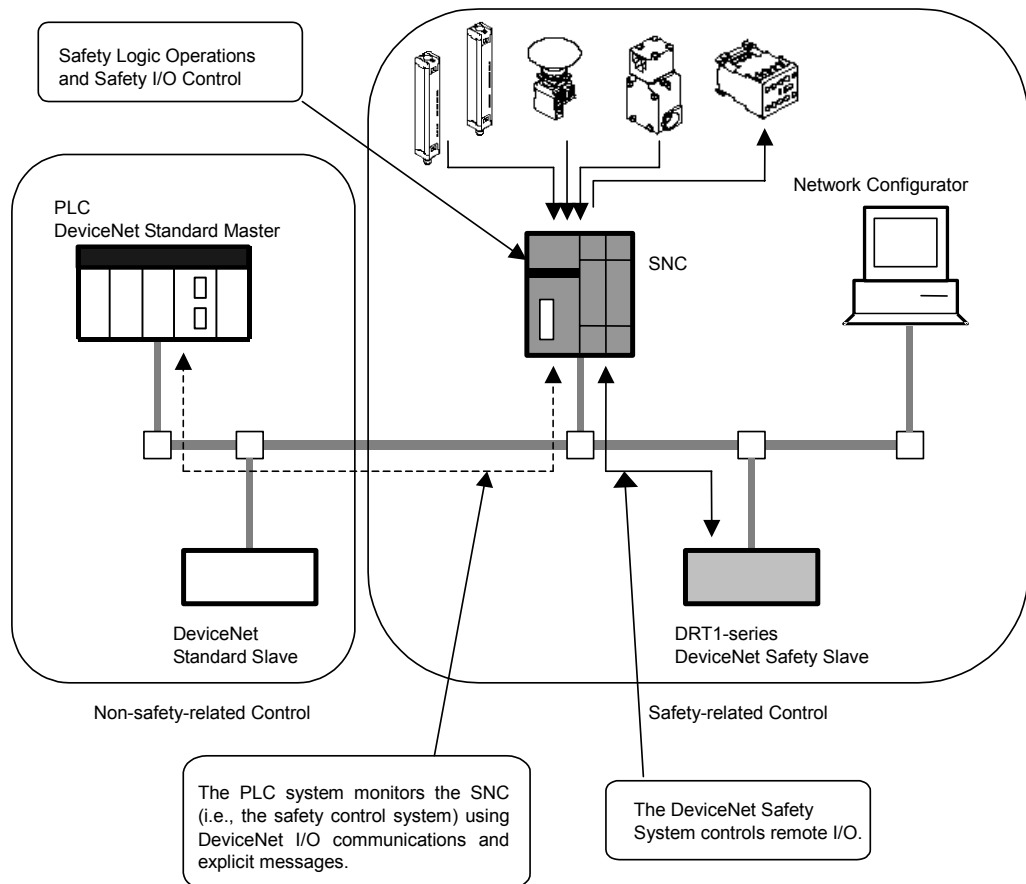 Safety Logic Operations
and Safety I/O Control
Network Configurator
PLC
DeviceNet Standard Master
SNC
DeviceNet
Standard Slave
DRT1-series
DeviceNet Safety Slave
Non-safety-related Control
Safety-related Control
The PLC system monitors the SNC
(i.e., the safety control system) using
DeviceNet I/O communications and
explicit messages.
The DeviceNet Safety
System controls remote I/O.